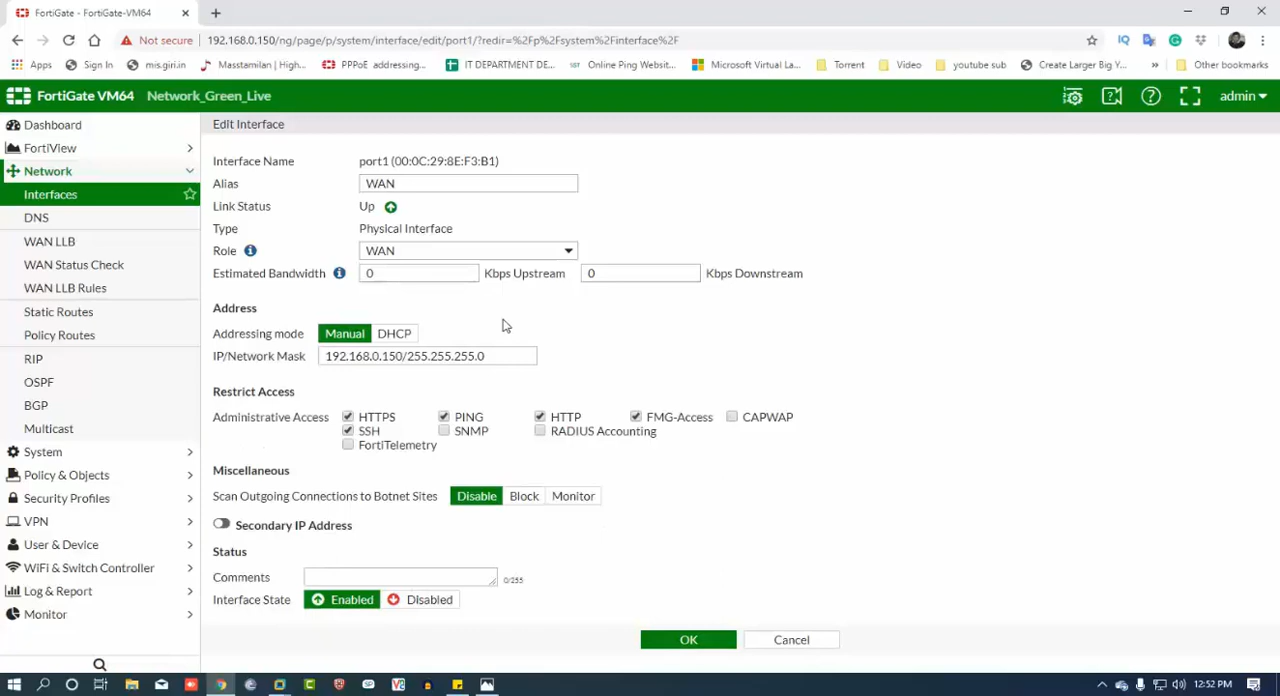 FortiGate - FortiGate-VM64
Not secure 192.168.0.150/ng/page/p/system/interface/edit/port1/?redir=%2Fp%2Fsystem%2Finterface%2F
IQ
Apps Sign In mis.giri.in Masstamilan | High... PPPoE addressing... IT DEPARTMENT DE... Online Ping Websit... Microsoft Virtual La... Torrent Video youtube sub Create Larger Big Y... » Other bookmarks
FortiGate VM64 Network_Green_Live admin
Dashboard
FortiView
Network
Interfaces
DNS
WAN LLB
WAN Status Check
WAN LLB Rules
Static Routes
Policy Routes
RIP
OSPF
BGP
Multicast
System
Policy & Objects
Security Profiles
VPN
User & Device
WiFi & Switch Controller
Log & Report
Monitor
Edit Interface
Interface Name port1 (00:0C:29:8E:F3:B1)
Alias WAN
Link Status Up
Type Physical Interface
Role WAN
Estimated Bandwidth 0 Kbps Upstream 0 Kbps Downstream
Address
Addressing mode Manual DHCP
IP/Network Mask 192.168.0.150/255.255.255.0
Restrict Access
Administrative Access HTTPS PING HTTP FMG-Access CAPWAP
SSH SNMP RADIUS Accounting
FortiTelemetry
Miscellaneous
Scan Outgoing Connections to Botnet Sites Disable Block Monitor
Secondary IP Address
Status
Comments 0/255
Interface State Enabled Disabled
OK Cancel
12:52 PM